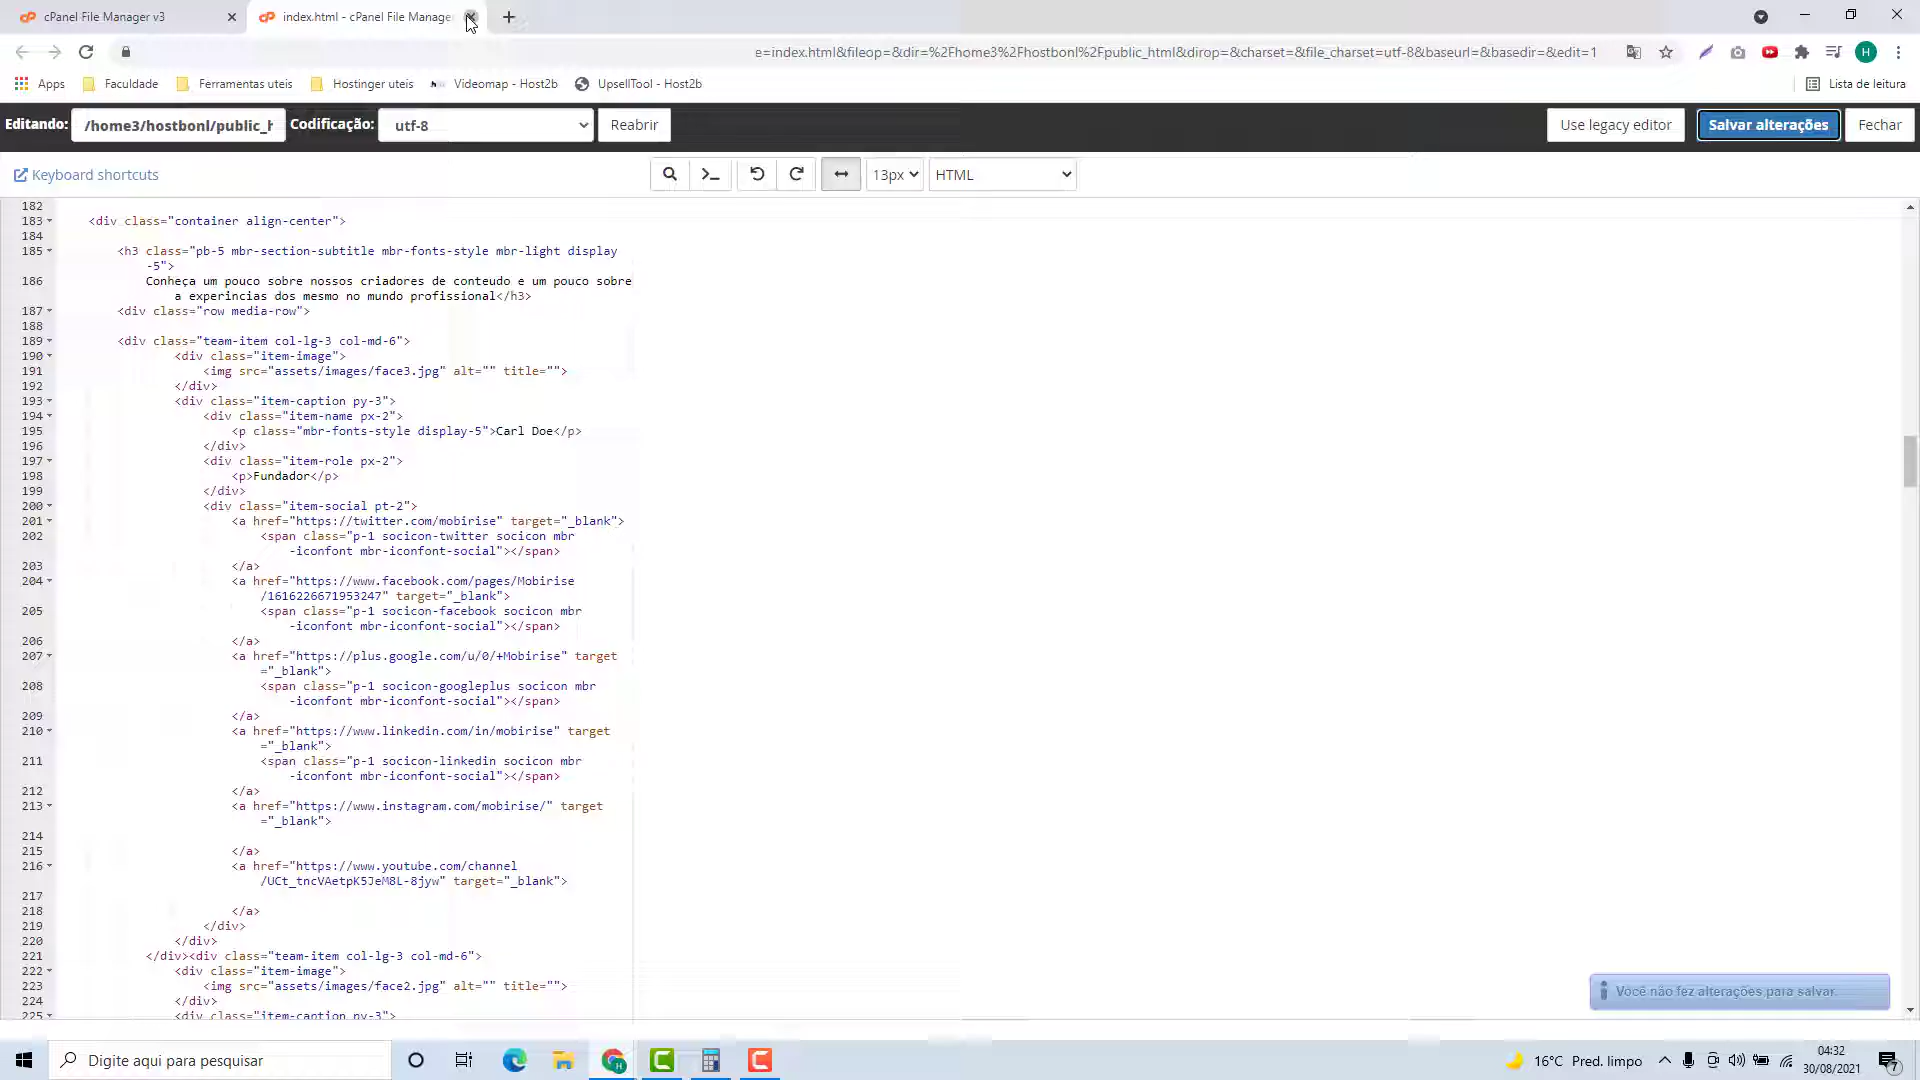 cPanel File Manager v3
index.html - cPanel File Manage
e=index.html&fileop=&dir=%2Fhome3%2Fhostbonl%2Fpublic_html&dirop=&charset=&file_charset=utf-8&baseurl=&basedir=&edit=1
H
Apps
Faculdade
Ferramentas uteis
Hostinger uteis
Videomap - Host2b
UpsellTool - Host2b
Lista de leitura
Editando:
/home3/hostbonl/public_h
Codificação:
utf-8
Reabrir
Use legacy editor
Salvar alterações
Fechar
Keyboard shortcuts
13px
HTML
182
183 <div class="container align-center">
184
185 <h3 class="pb-5 mbr-section-subtitle mbr-fonts-style mbr-light display
-5">
186 Conheça um pouco sobre nossos criadores de conteudo e um pouco sobre
a experincias dos mesmo no mundo profissional</h3>
187 <div class="row media-row">
188
189 <div class="team-item col-lg-3 col-md-6">
190 <div class="item-image">
191 <img src="assets/images/face3.jpg" alt="" title="">
192 </div>
193 <div class="item-caption py-3">
194 <div class="item-name px-2">
195 <p class="mbr-fonts-style display-5">Carl Doe</p>
196 </div>
197 <div class="item-role px-2">
198 <p>Fundador</p>
199 </div>
200 <div class="item-social pt-2">
201 <a href="https://twitter.com/mobirise" target="_blank">
202 <span class="p-1 socicon-twitter socicon mbr
-iconfont mbr-iconfont-social"></span>
203 </a>
204 <a href="https://www.facebook.com/pages/Mobirise
/1616226671953247" target="_blank">
205 <span class="p-1 socicon-facebook socicon mbr
-iconfont mbr-iconfont-social"></span>
206 </a>
207 <a href="https://plus.google.com/u/0/+Mobirise" target
="_blank">
208 <span class="p-1 socicon-googleplus socicon mbr
-iconfont mbr-iconfont-social"></span>
209 </a>
210 <a href="https://www.linkedin.com/in/mobirise" target
="_blank">
211 <span class="p-1 socicon-linkedin socicon mbr
-iconfont mbr-iconfont-social"></span>
212 </a>
213 <a href="https://www.instagram.com/mobirise/" target
="_blank">
214
215 </a>
216 <a href="https://www.youtube.com/channel
/UCt_tncVAetpK5JeM8L-8jyw" target="_blank">
217
218 </a>
219 </div>
220 </div>
221 </div><div class="team-item col-lg-3 col-md-6">
222 <div class="item-image">
223 <img src="assets/images/face2.jpg" alt="" title="">
224 </div>
225 <div class="item-caption py-3">
Você não fez alterações para salvar.
Digite aqui para pesquisar
16°C Pred. limpo
04:32
30/08/2021
7